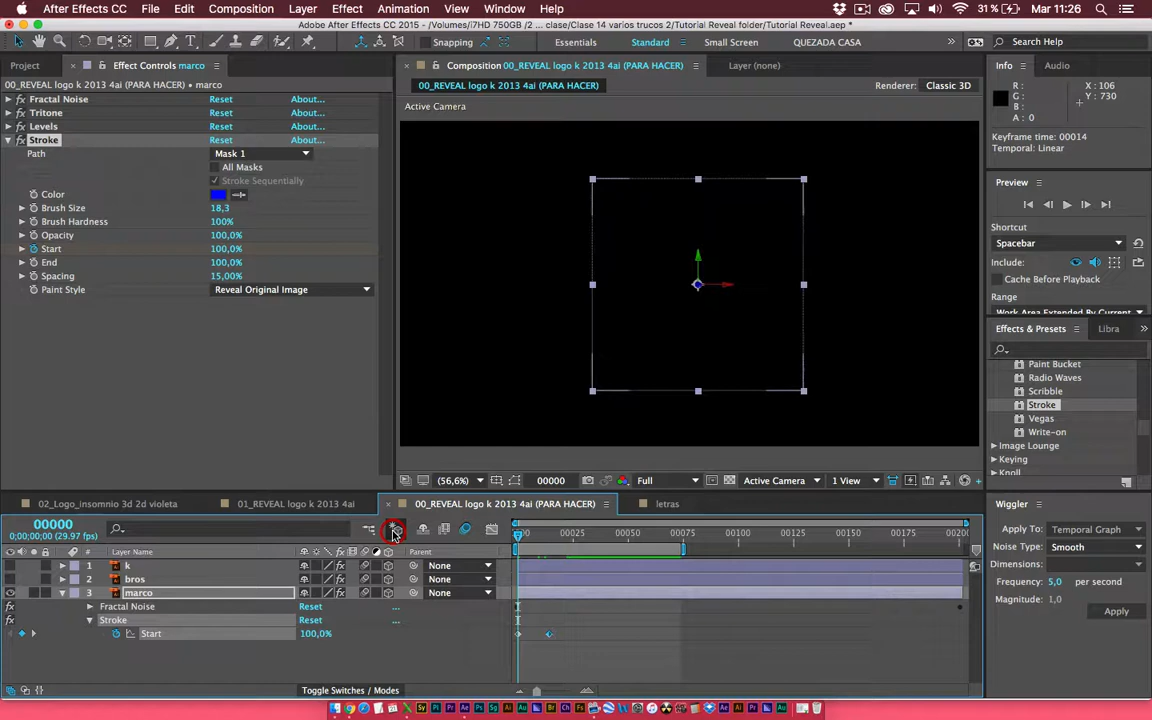 After Effects CC File Edit Composition Layer Effect Animation View Window Help 31 % Mar 11:26
Adobe After Effects CC 2015 - /Volumes/i7HD 750GB /2... clase/Clase 14 varios trucos 2/Tutorial Reveal folder/Tutorial Reveal.aep *
Snapping Essentials Standard Small Screen QUEZADA CASA Search Help
Project Effect Controls marco Composition 00_REVEAL logo k 2013 4ai (PARA HACER) Layer (none) Info Audio
00_REVEAL logo k 2013 4ai (PARA HACER) • marco
00_REVEAL logo k 2013 4ai (PARA HACER) Renderer: Classic 3D
Active Camera
Fractal Noise Reset About...
Tritone Reset About...
Levels Reset About...
Stroke Reset About...
Path Mask 1
All Masks
Stroke Sequentially
Color
Brush Size 18,3
Brush Hardness 100%
Opacity 100,0%
Start 100,0%
End 100,0%
Spacing 15,00%
Paint Style Reveal Original Image
R :
G :
B :
A : 0
X : 106
Y : 730
Keyframe time: 00014
Temporal: Linear
Preview
Shortcut
Spacebar
Include:
Cache Before Playback
Range
Work Area Extended By Current
Effects & Presets Libra
Paint Bucket
Radio Waves
Scribble
Stroke
Vegas
Write-on
Image Lounge
Keying
Knoll
(56,6%) 00000 Full Active Camera 1 View
02_Logo_insomnio 3d 2d violeta 01_REVEAL logo k 2013 4ai 00_REVEAL logo k 2013 4ai (PARA HACER) letras
00000
0;00;00;00 (29.97 fps)
00025 00050 00075 00100 00125 00150 00175 00200
# Layer Name Parent
1 k None
2 bros None
3 marco None
Fractal Noise Reset ...
Stroke Reset ...
Start 100,0%
Toggle Switches / Modes
Wiggler
Apply To: Temporal Graph
Noise Type: Smooth
Dimensions:
Frequency: 5,0 per second
Magnitude: 1,0
Apply